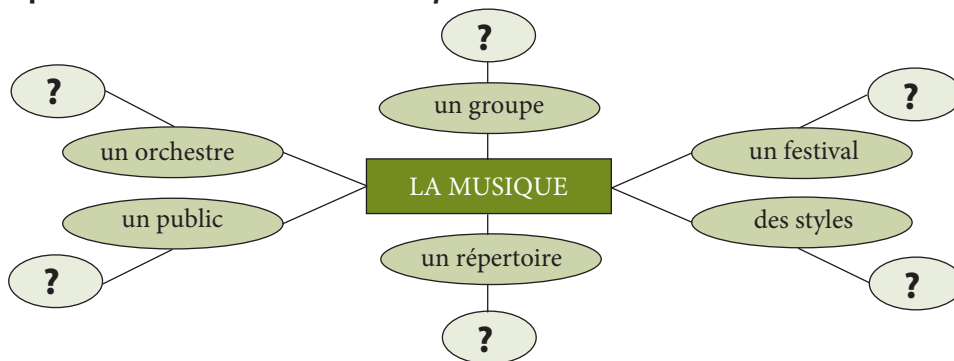 ?
un groupe
?
?
un orchestre
un festival
LA MUSIQUE
un public
des styles
un répertoire
?
?
?